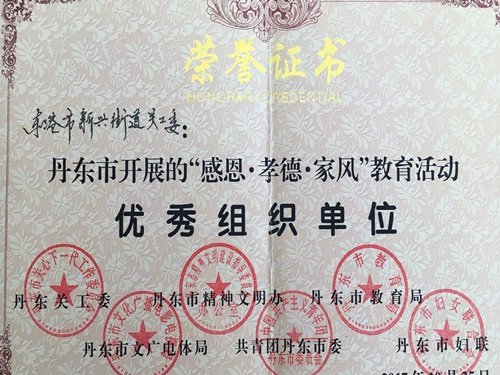 荣誉证书
HONORARY CREDENTIAL
东港市新兴街道关工委:
丹东市开展的“感恩·孝德·家风”教育活动
优秀组织单位
丹东关工委 丹东市精神文明办 丹东市教育局
丹东市文广电体局 共青团丹东市委 丹东市妇联